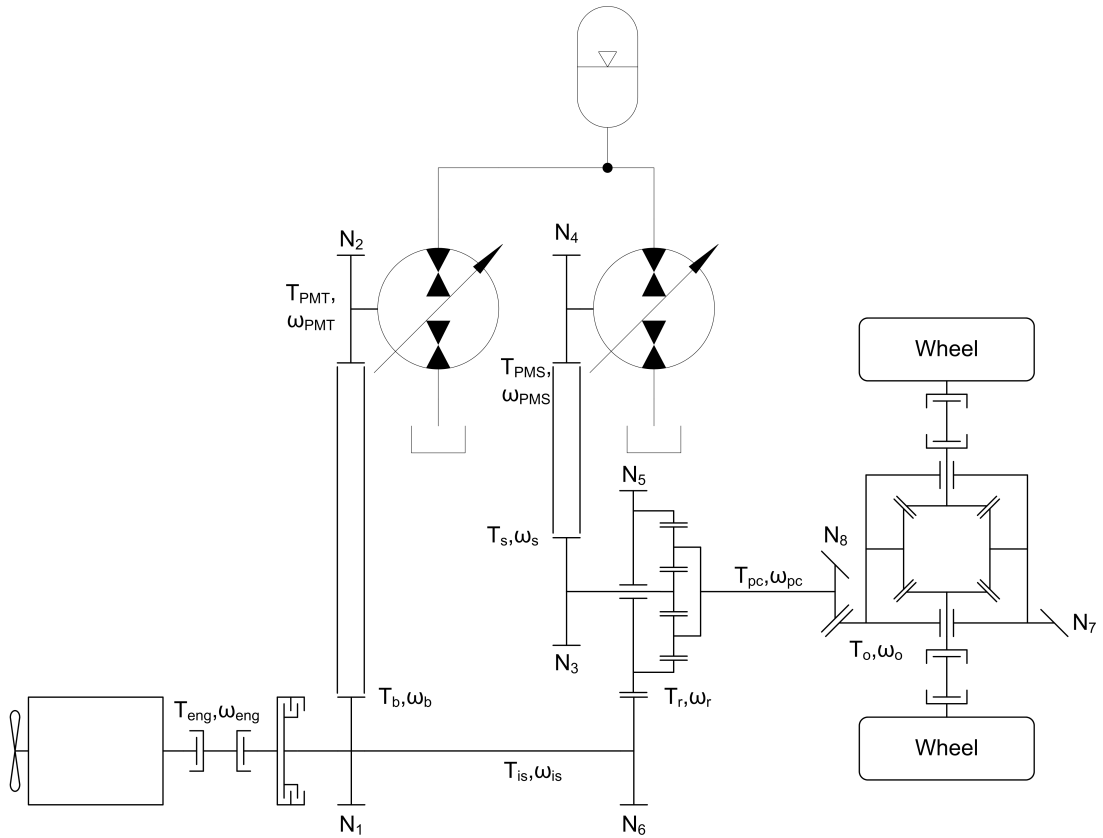 N2
N4
TPMT,
ωPMT
TPMS,
ωPMS
Wheel
N5
Ts,ωs
N8
Tpc,ωpc
N7
To,ωo
N3
Tb,ωb
Tr,ωr
Teng,ωeng
Wheel
Tis,ωis
N1
N6